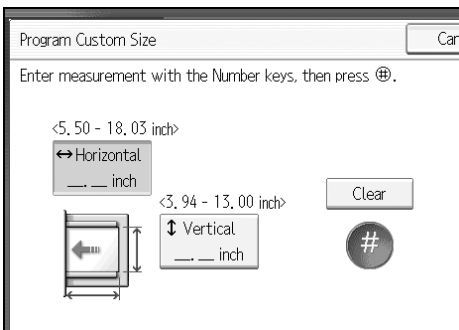 Program Custom Size
Enter measurement with the Number keys, then press ⊕.
<5.50 - 18.03 inch>
↔Horizontal
__.__ inch
<3.94 - 13.00 inch>
↕ Vertical
__.__ inch
Clear
#